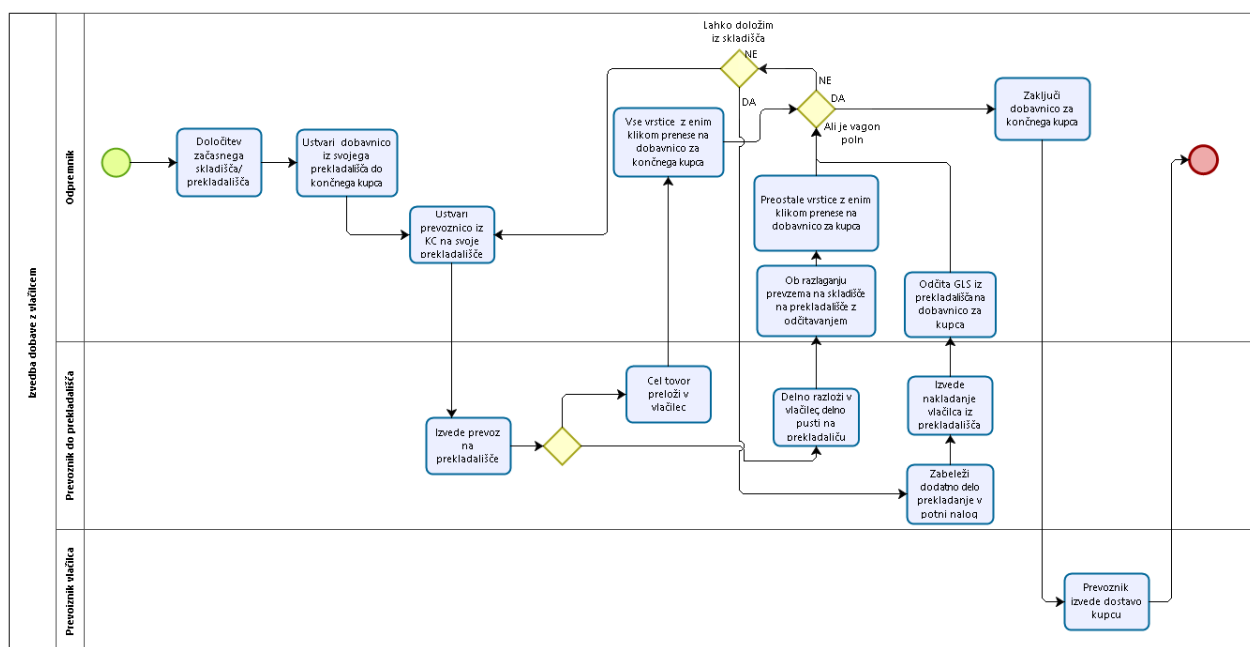 Izvedba dobave z vlačilcem
Odpremnik
Prevoznik do prekladališča
Prevoiznik vlačilca
Določitev
začasnega
skladišča/
prekladališča
Ustvari dobavnico
iz svojega
prekladališča do
končnega kupca
Ustvari
prevoznico iz
KC na svoje
prekladališče
Vse vrstice z enim
klikom prenese na
dobavnico za
končnega kupca
Lahko doložim
iz skladišča
NE
DA
NE
DA
Ali je vagon
poln
Zaključi
dobavnico za
končnega kupca
Preostale vrstice z enim
klikom prenese na
dobavnico za kupca
Ob razlaganju
prevzema na skladišče
na prekladališče z
odčitavanjem
Odčita GLS iz
prekladališča na
dobavnico za
kupca
Izvede prevoz
na
prekladališče
Cel tovor
preloži v
vlačilec
Delno razloži v
vlačilec, delno
pusti na
prekladaliču
Izvede
nakladanje
vlačilca iz
prekladališča
Zabeleži
dodatno delo
prekladanje v
potni nalog
Prevoznik
izvede dostavo
kupcu